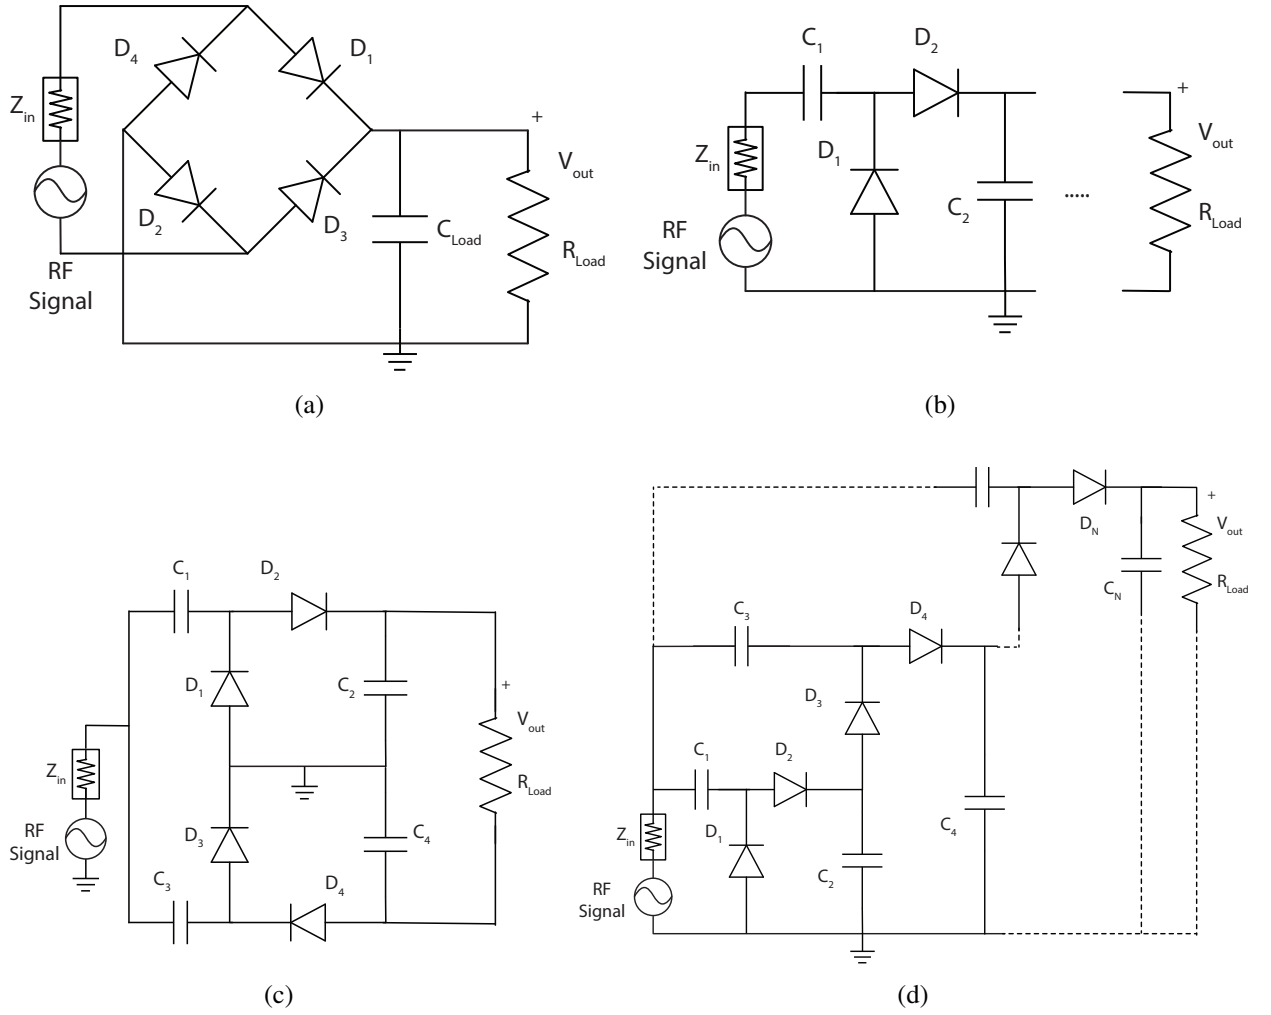 D4
D1
Zin
D2
D3
RF
Signal
CLoad
+
Vout
RLoad
(a)
C1
D2
Zin
D1
RF
Signal
C2
.....
+
Vout
RLoad
(b)
C1
D2
D1
C2
+
Vout
RLoad
Zin
RF
Signal
D3
C4
C3
D4
(c)
DN
+
Vout
CN
RLoad
C3
D4
D3
C1
D2
Zin
D1
C4
C2
RF
Signal
(d)